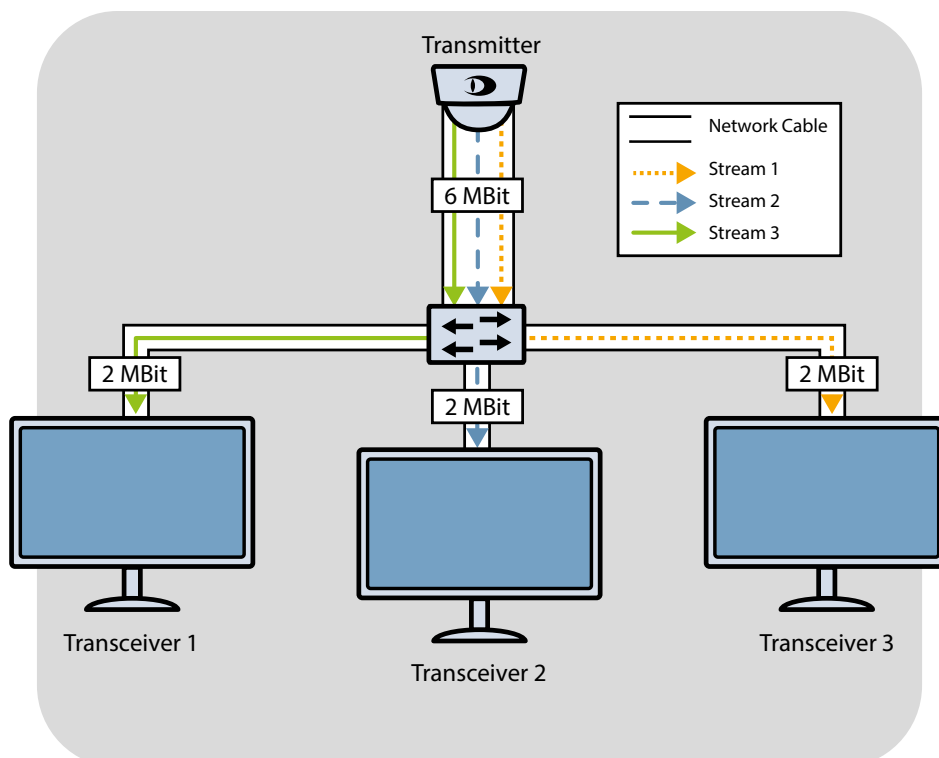 Transmitter
Network Cable
Stream 1
6 MBit
Stream 2
Stream 3
2 MBit
2 MBit
2 MBit
Transceiver 1
Transceiver 2
Transceiver 3